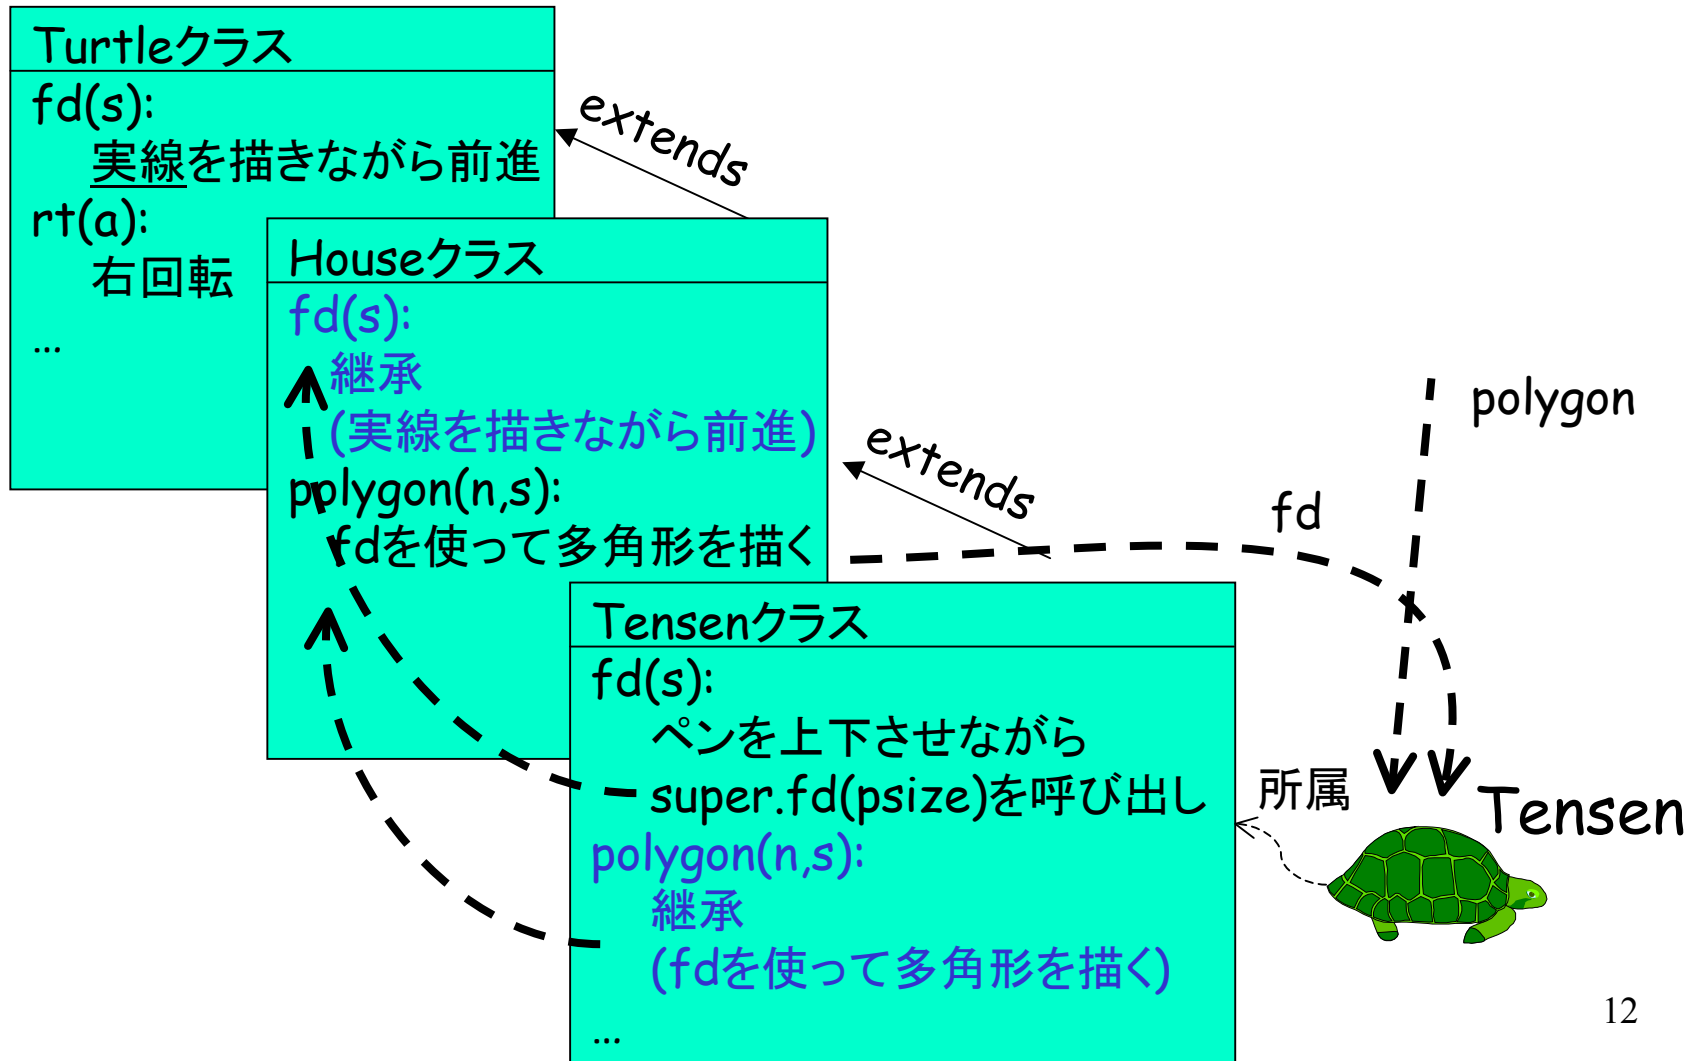 Turtleクラス
fd(s):
実線を描きながら前進
rt(a):
右回転
…
extends
Houseクラス
fd(s):
継承
(実線を描きながら前進)
polygon(n,s):
fdを使って多角形を描く
extends
Tensenクラス
fd(s):
ペンを上下させながら
super.fd(psize)を呼び出し
polygon(n,s):
継承
(fdを使って多角形を描く)
…
fd
polygon
所属
Tensen
12